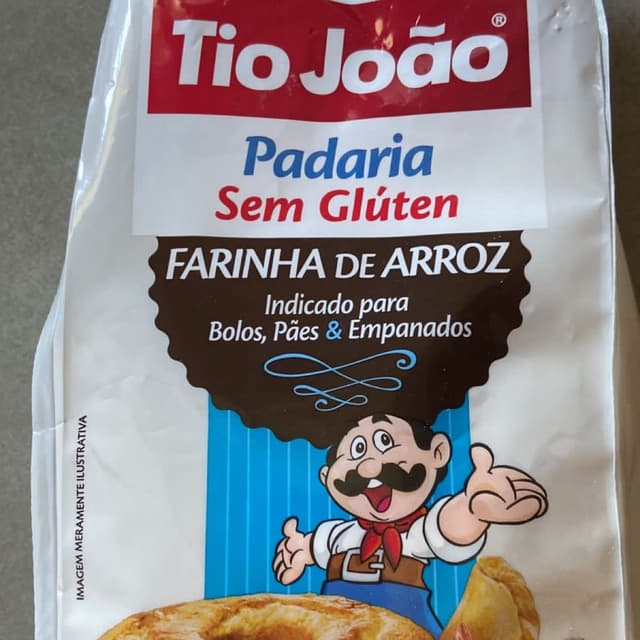 Tio João®
Padaria
Sem Glúten
FARINHA DE ARROZ
Indicado para
Bolos, Pães & Empanados
IMAGEM MERAMENTE ILUSTRATIVA